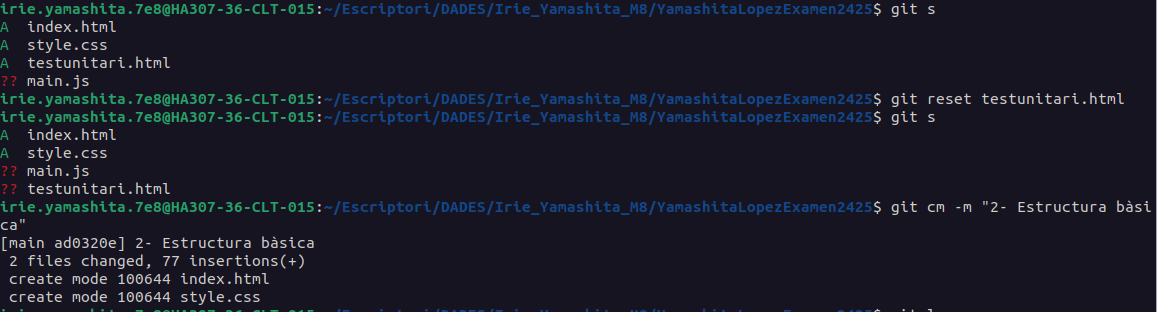 irie.yamashita.7e8@HA307-36-CLT-015:~/Escriptori/DADES/Irie_Yamashita_M8/YamashitaLopezExamen2425$ git s
A  index.html
A  style.css
A  testunitari.html
?? main.js
irie.yamashita.7e8@HA307-36-CLT-015:~/Escriptori/DADES/Irie_Yamashita_M8/YamashitaLopezExamen2425$ git reset testunitari.html
irie.yamashita.7e8@HA307-36-CLT-015:~/Escriptori/DADES/Irie_Yamashita_M8/YamashitaLopezExamen2425$ git s
A  index.html
A  style.css
?? main.js
?? testunitari.html
irie.yamashita.7e8@HA307-36-CLT-015:~/Escriptori/DADES/Irie_Yamashita_M8/YamashitaLopezExamen2425$ git cm -m "2- Estructura bàsi
ca"
[main ad0320e] 2- Estructura bàsica
 2 files changed, 77 insertions(+)
 create mode 100644 index.html
 create mode 100644 style.css